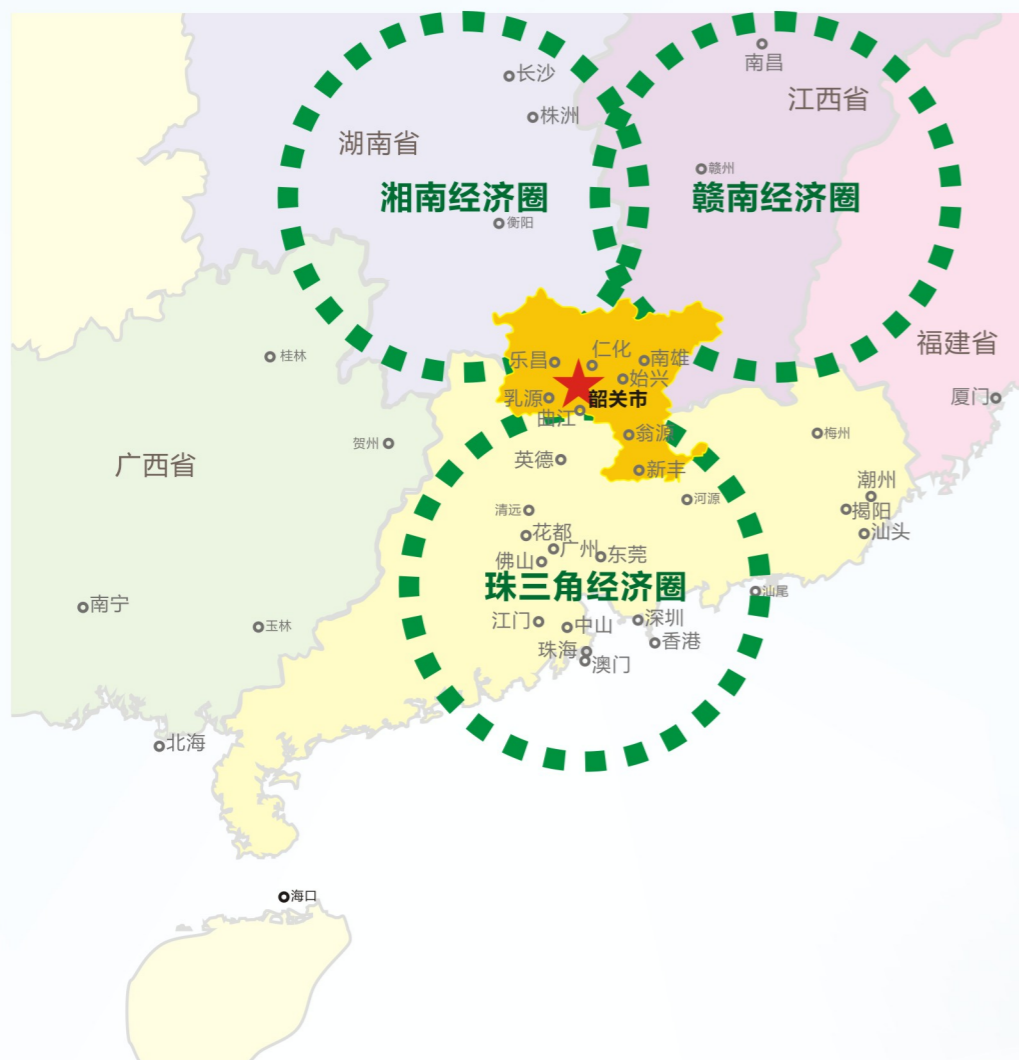 南昌
长沙
江西省
株洲
湖南省
赣州
湘南经济圈
赣南经济圈
衡阳
福建省
桂林
乐昌
仁化
南雄
始兴
乳源
韶关市
厦门
曲江
贺州
翁源
梅州
广西省
英德
新丰
潮州
河源
清远
揭阳
花都
汕头
广州
东莞
佛山
珠三角经济圈
汕尾
南宁
江门
中山
深圳
玉林
香港
珠海
澳门
北海
海口